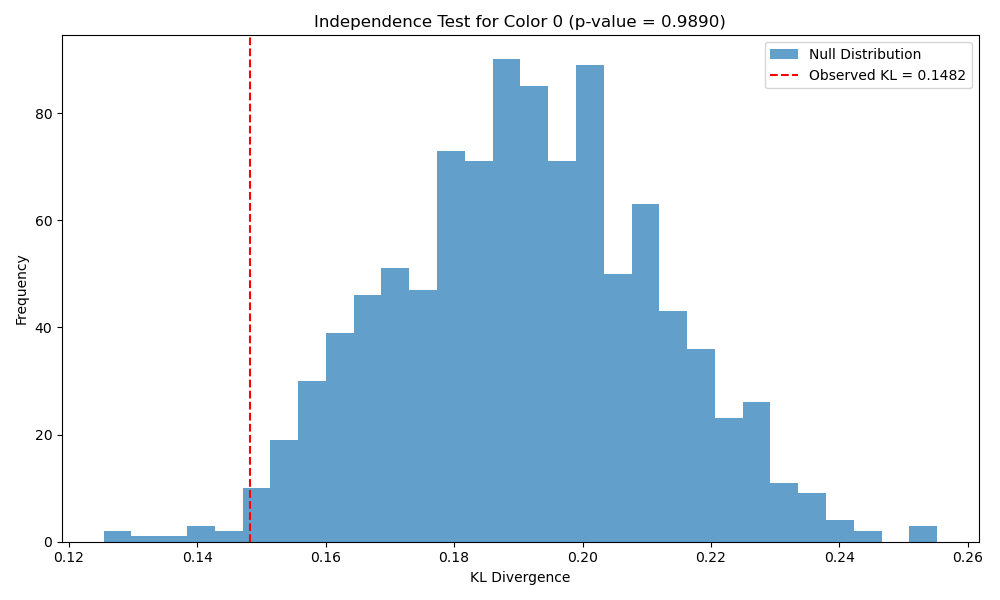 Independence Test for Color 0 (p-value = 0.9890)
Null Distribution
Observed KL = 0.1482
Frequency
80
60
40
20
0
0.12 0.14 0.16 0.18 0.20 0.22 0.24 0.26
KL Divergence